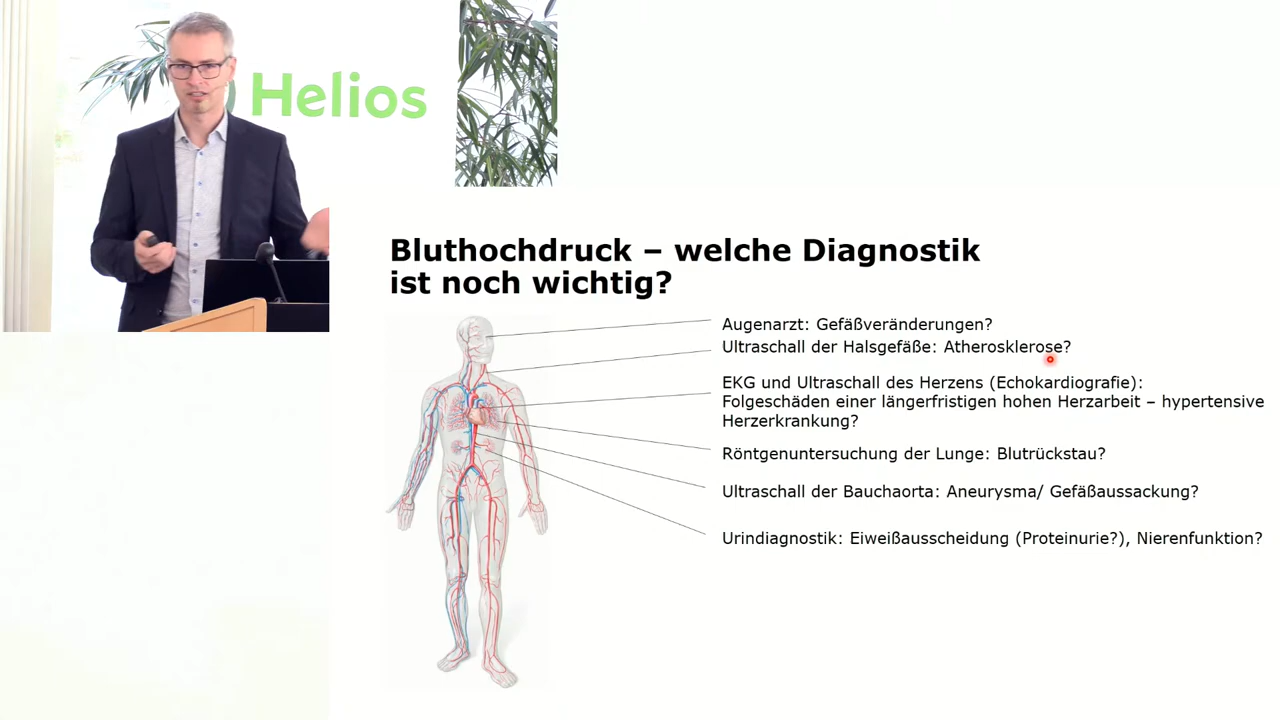 Helios
Bluthochdruck – welche Diagnostik
ist noch wichtig?
Augenarzt: Gefäßveränderungen?
Ultraschall der Halsgefäße: Atherosklerose?
EKG und Ultraschall des Herzens (Echokardiografie):
Folgeschäden einer längerfristigen hohen Herzarbeit – hypertensive
Herzerkrankung?
Röntgenuntersuchung der Lunge: Blutrückstau?
Ultraschall der Bauchaorta: Aneurysma/ Gefäßaussackung?
Urindiagnostik: Eiweißausscheidung (Proteinurie?), Nierenfunktion?